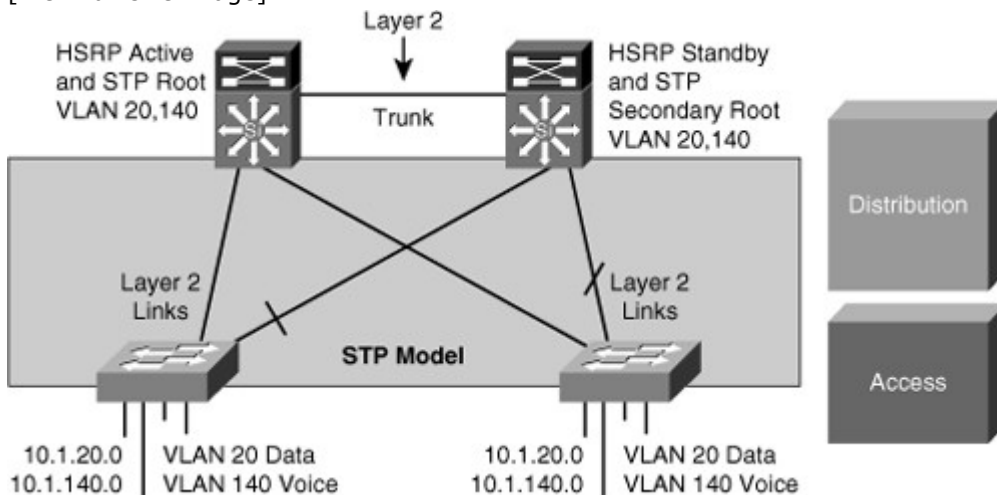 Layer 2
HSRP Active
and STP Root
VLAN 20,140
Trunk
HSRP Standby
and STP
Secondary Root
VLAN 20,140
Distribution
Layer 2
Links
Layer 2
Links
STP Model
Access
10.1.20.0 VLAN 20 Data
10.1.140.0 VLAN 140 Voice
10.1.20.0 VLAN 20 Data
10.1.140.0 VLAN 140 Voice